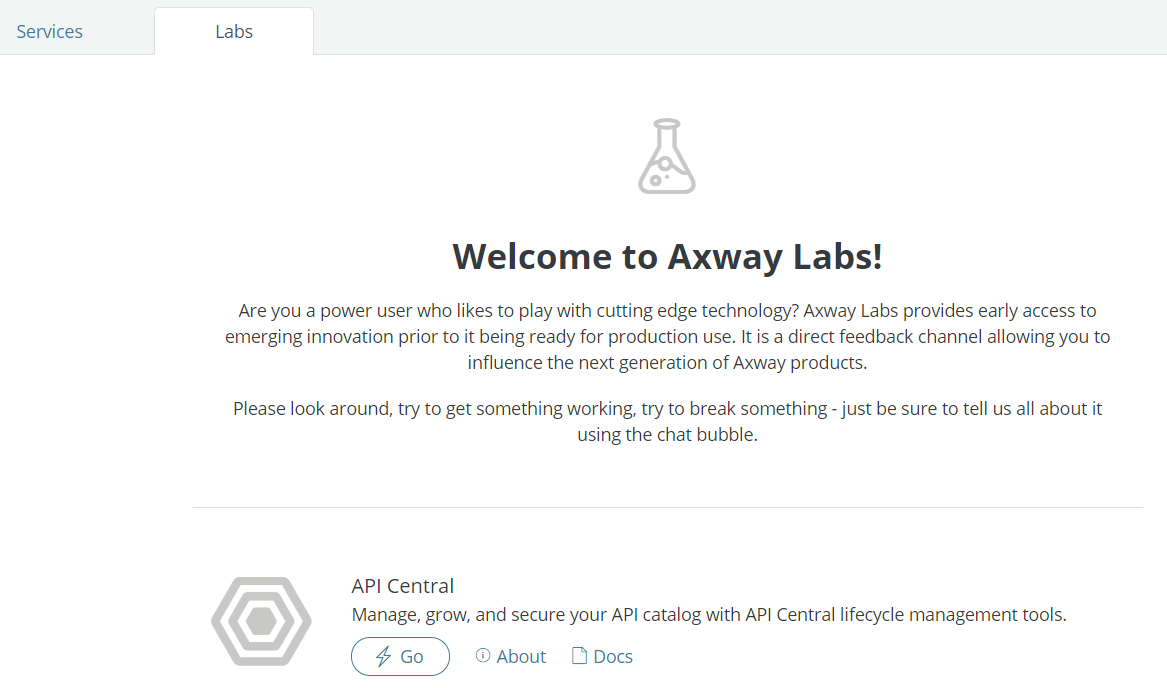 Services
Labs
Welcome to Axway Labs!
Are you a power user who likes to play with cutting edge technology? Axway Labs provides early access to
emerging innovation prior to it being ready for production use. It is a direct feedback channel allowing you to
influence the next generation of Axway products.
Please look around, try to get something working, try to break something - just be sure to tell us all about it
using the chat bubble.
API Central
Manage, grow, and secure your API catalog with API Central lifecycle management tools.
Go
About
Docs